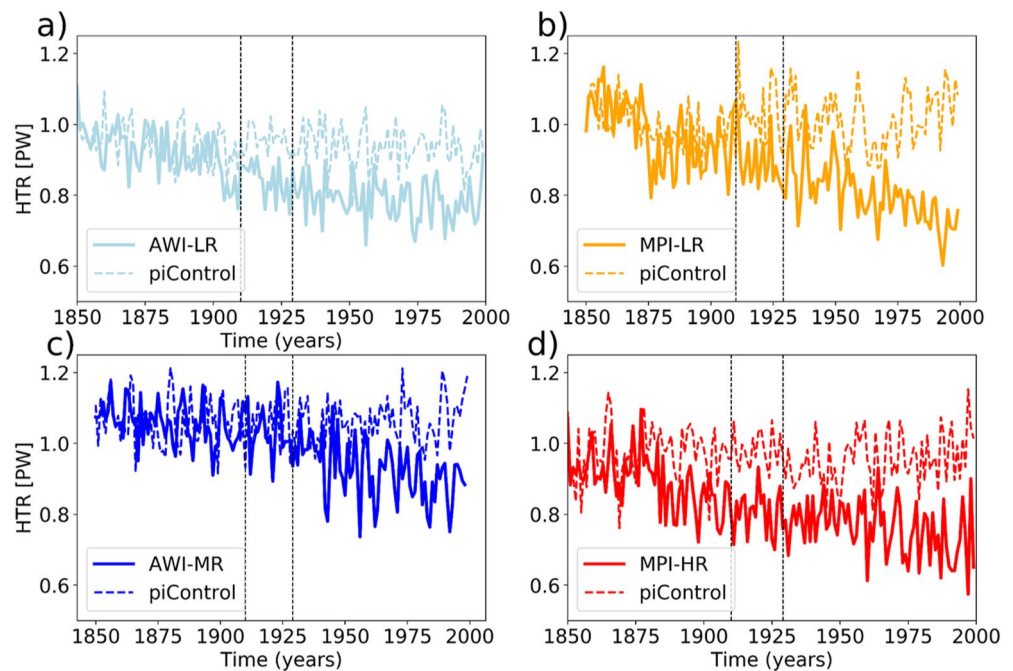 a)
1.2
1.0
0.8
0.6
HTR [PW]
AWI-LR
piControl
1850 1875 1900 1925 1950 1975 2000
Time (years)
b)
1.2
1.0
0.8
0.6
MPI-LR
piControl
1850 1875 1900 1925 1950 1975 2000
c)
1.2
1.0
0.8
0.6
HTR [PW]
AWI-MR
piControl
1850 1875 1900 1925 1950 1975 2000
Time (years)
d)
1.2
1.0
0.8
0.6
MPI-HR
piControl
1850 1875 1900 1925 1950 1975 2000
Time (years)